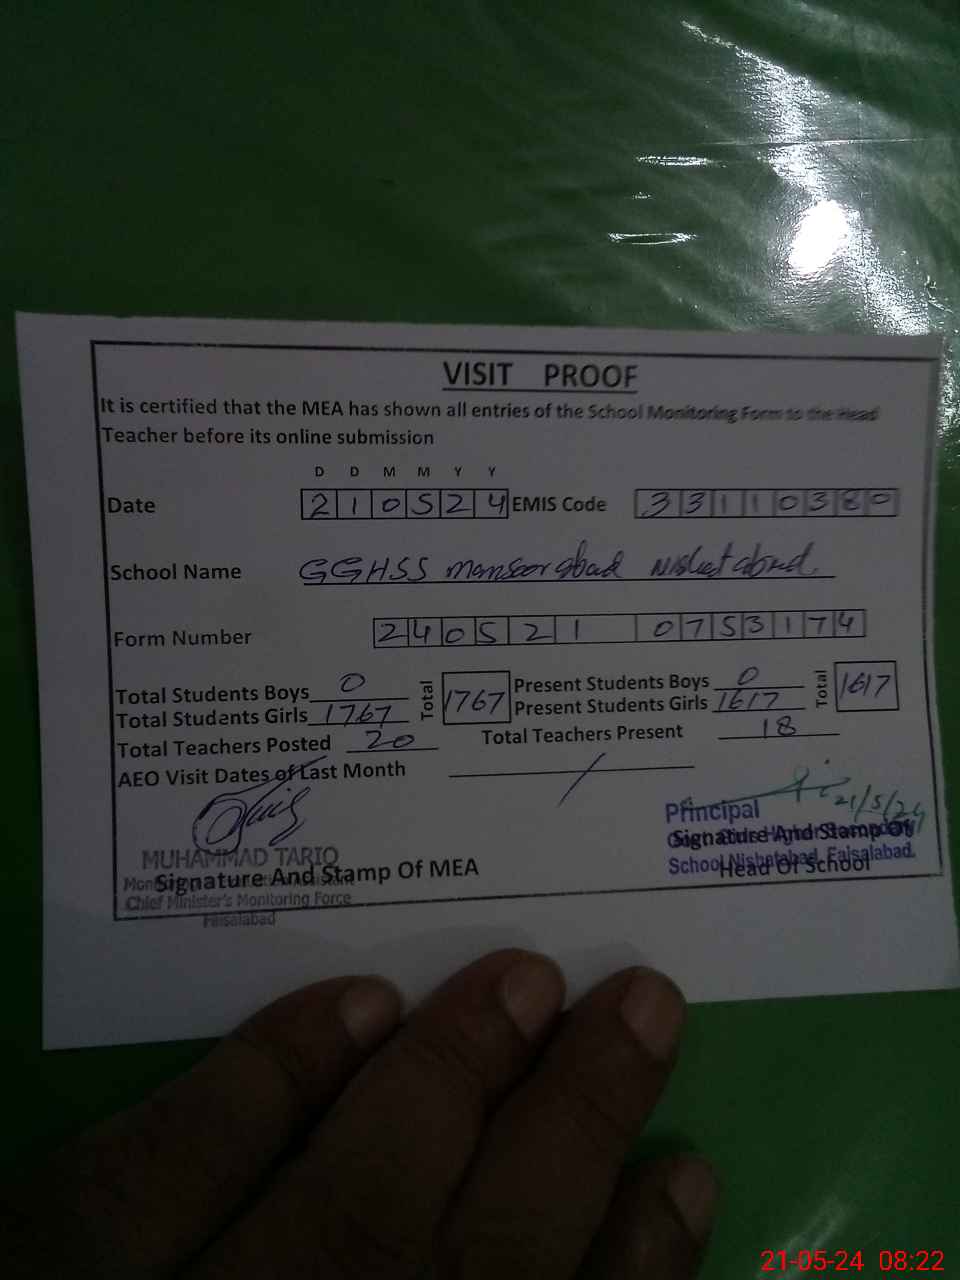 VISIT PROOF
It is certified that the MEA has shown all entries of the School Monitoring Form to the Head
Teacher before its online submission
D D M M Y Y
Date 2 1 0 5 2 4 EMIS Code 3 3 1 1 0 3 8 0
School Name GGHSS mansoorabad Nishatabad
Form Number 2 4 0 5 2 1 0 7 5 3 1 7 4
Total Students Boys 0 Total 1767 Present Students Boys 0 Total 1617
Total Students Girls 1767 Present Students Girls 1617
Total Teachers Posted 20 Total Teachers Present 18
AEO Visit Dates of Last Month /
21/5/24
Principal
MUHAMMAD TARIQ
Signature And Stamp Of MEA
Signature And Stamp Of
School Nishatabad, Faisalabad.
Head Of School
Chief Minister's Monitoring Force
Faisalabad
21-05-24 08:22